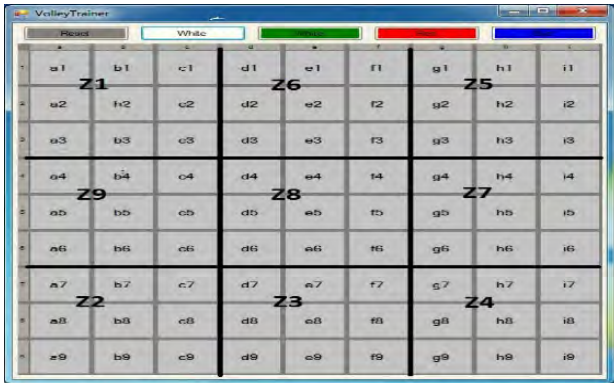 VolleyTrainer
Reset White
a1 b1 c1 d1 e1 f1 g1 h1 i1
Z1 Z6 Z5
a2 b2 c2 d2 e2 f2 g2 h2 i2
a3 b3 c3 d3 e3 f3 g3 h3 i3
a4 b4 c4 d4 e4 f4 g4 h4 i4
Z9 Z8 Z7
a5 b5 c5 d5 e5 f5 g5 h5 i5
a6 b6 c6 d6 e6 f6 g6 h6 i6
a7 b7 c7 d7 e7 f7 g7 h7 i7
Z2 Z3 Z4
a8 b8 c8 d8 e8 f8 g8 h8 i8
a9 b9 c9 d9 e9 f9 g9 h9 i9